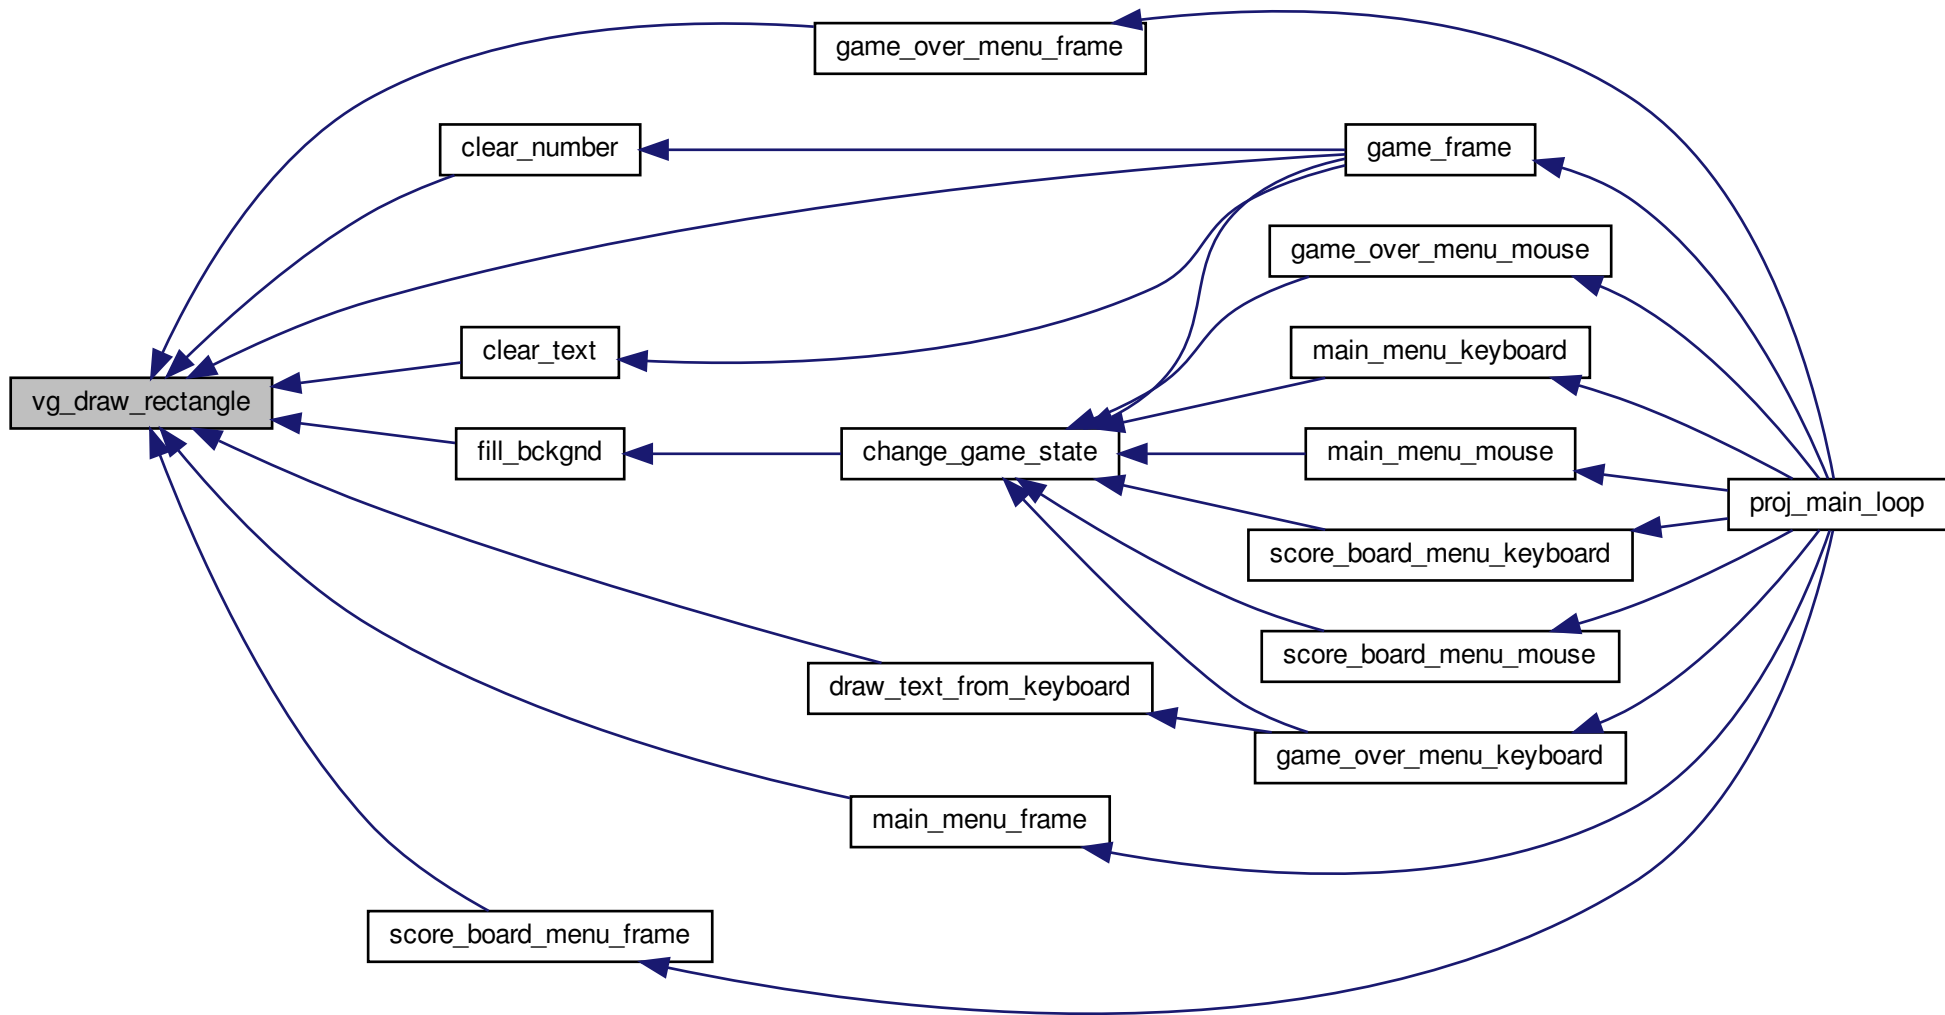 game_over_menu_frame
clear_number
game_frame
game_over_menu_mouse
clear_text
main_menu_keyboard
vg_draw_rectangle
fill_bckgnd
change_game_state
main_menu_mouse
proj_main_loop
score_board_menu_keyboard
score_board_menu_mouse
draw_text_from_keyboard
game_over_menu_keyboard
main_menu_frame
score_board_menu_frame